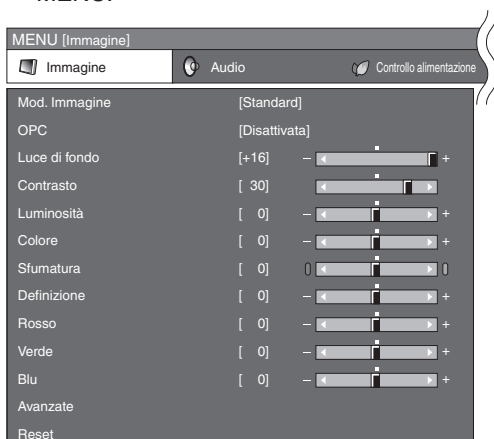 MENU [Immagine]
Immagine Audio Controllo alimentazione
Mod. Immagine [Standard]
OPC [Disattivata]
Luce di fondo [+16] – +
Contrasto [ 30]
Luminosità [ 0] – +
Colore [ 0] – +
Sfumatura [ 0]
Definizione [ 0] – +
Rosso [ 0] – +
Verde [ 0] – +
Blu [ 0] – +
Avanzate
Reset